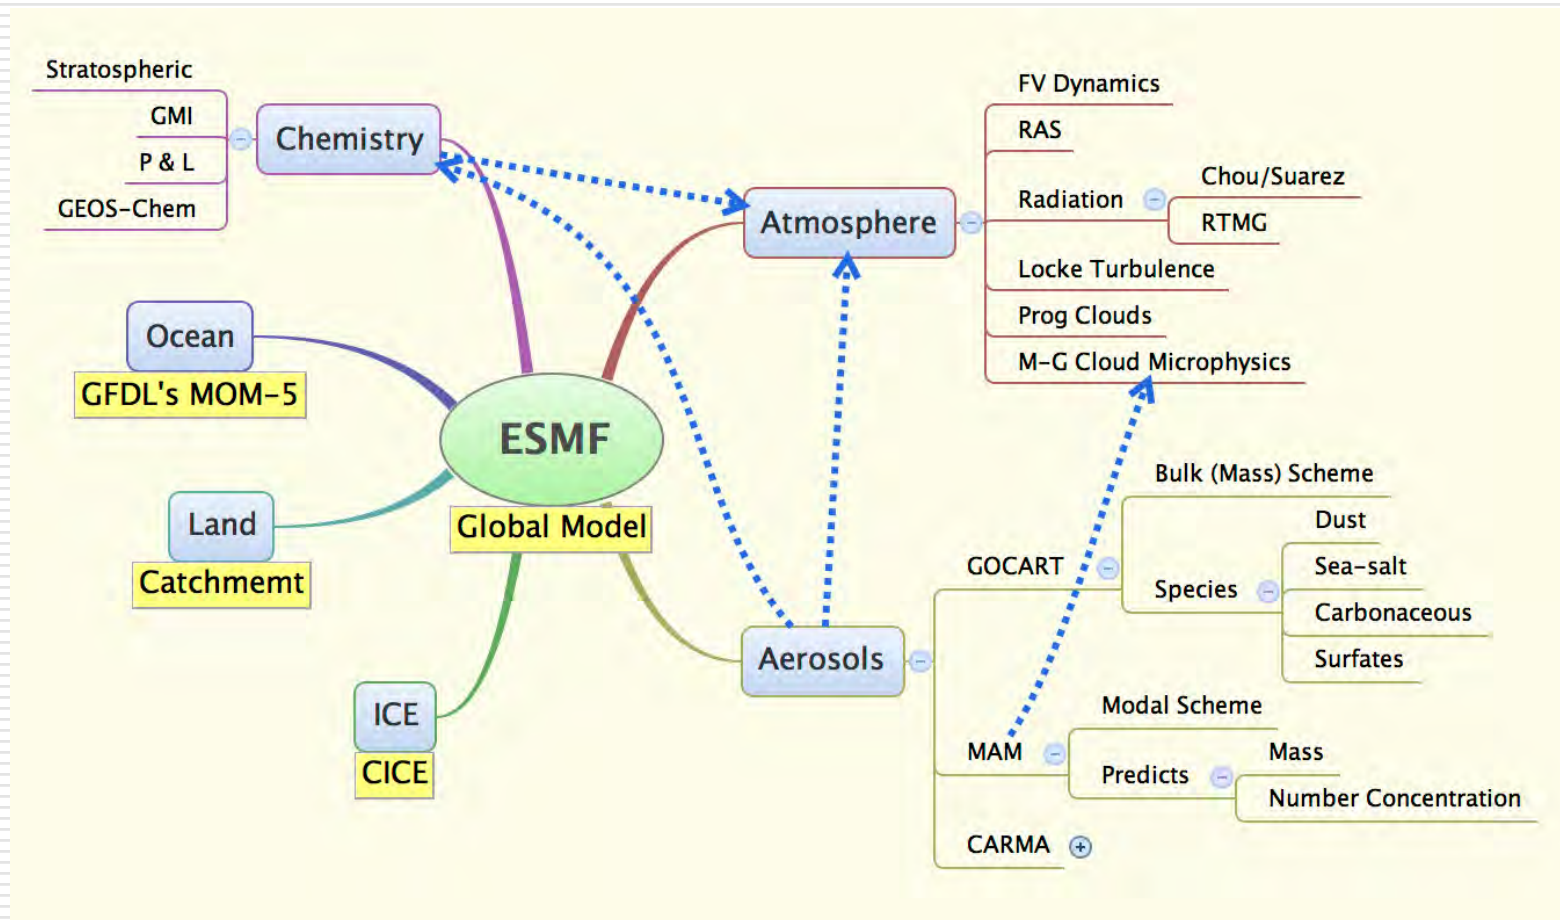 Stratospheric
GMI
P & L
GEOS-Chem
Chemistry
Ocean
GFDL's MOM-5
Land
Catchmemt
ICE
CICE
ESMF
Global Model
Atmosphere
FV Dynamics
RAS
Radiation
Chou/Suarez
RTMG
Locke Turbulence
Prog Clouds
M-G Cloud Microphysics
Aerosols
GOCART
Bulk (Mass) Scheme
Species
Dust
Sea-salt
Carbonaceous
Surfates
MAM
Modal Scheme
Predicts
Mass
Number Concentration
CARMA